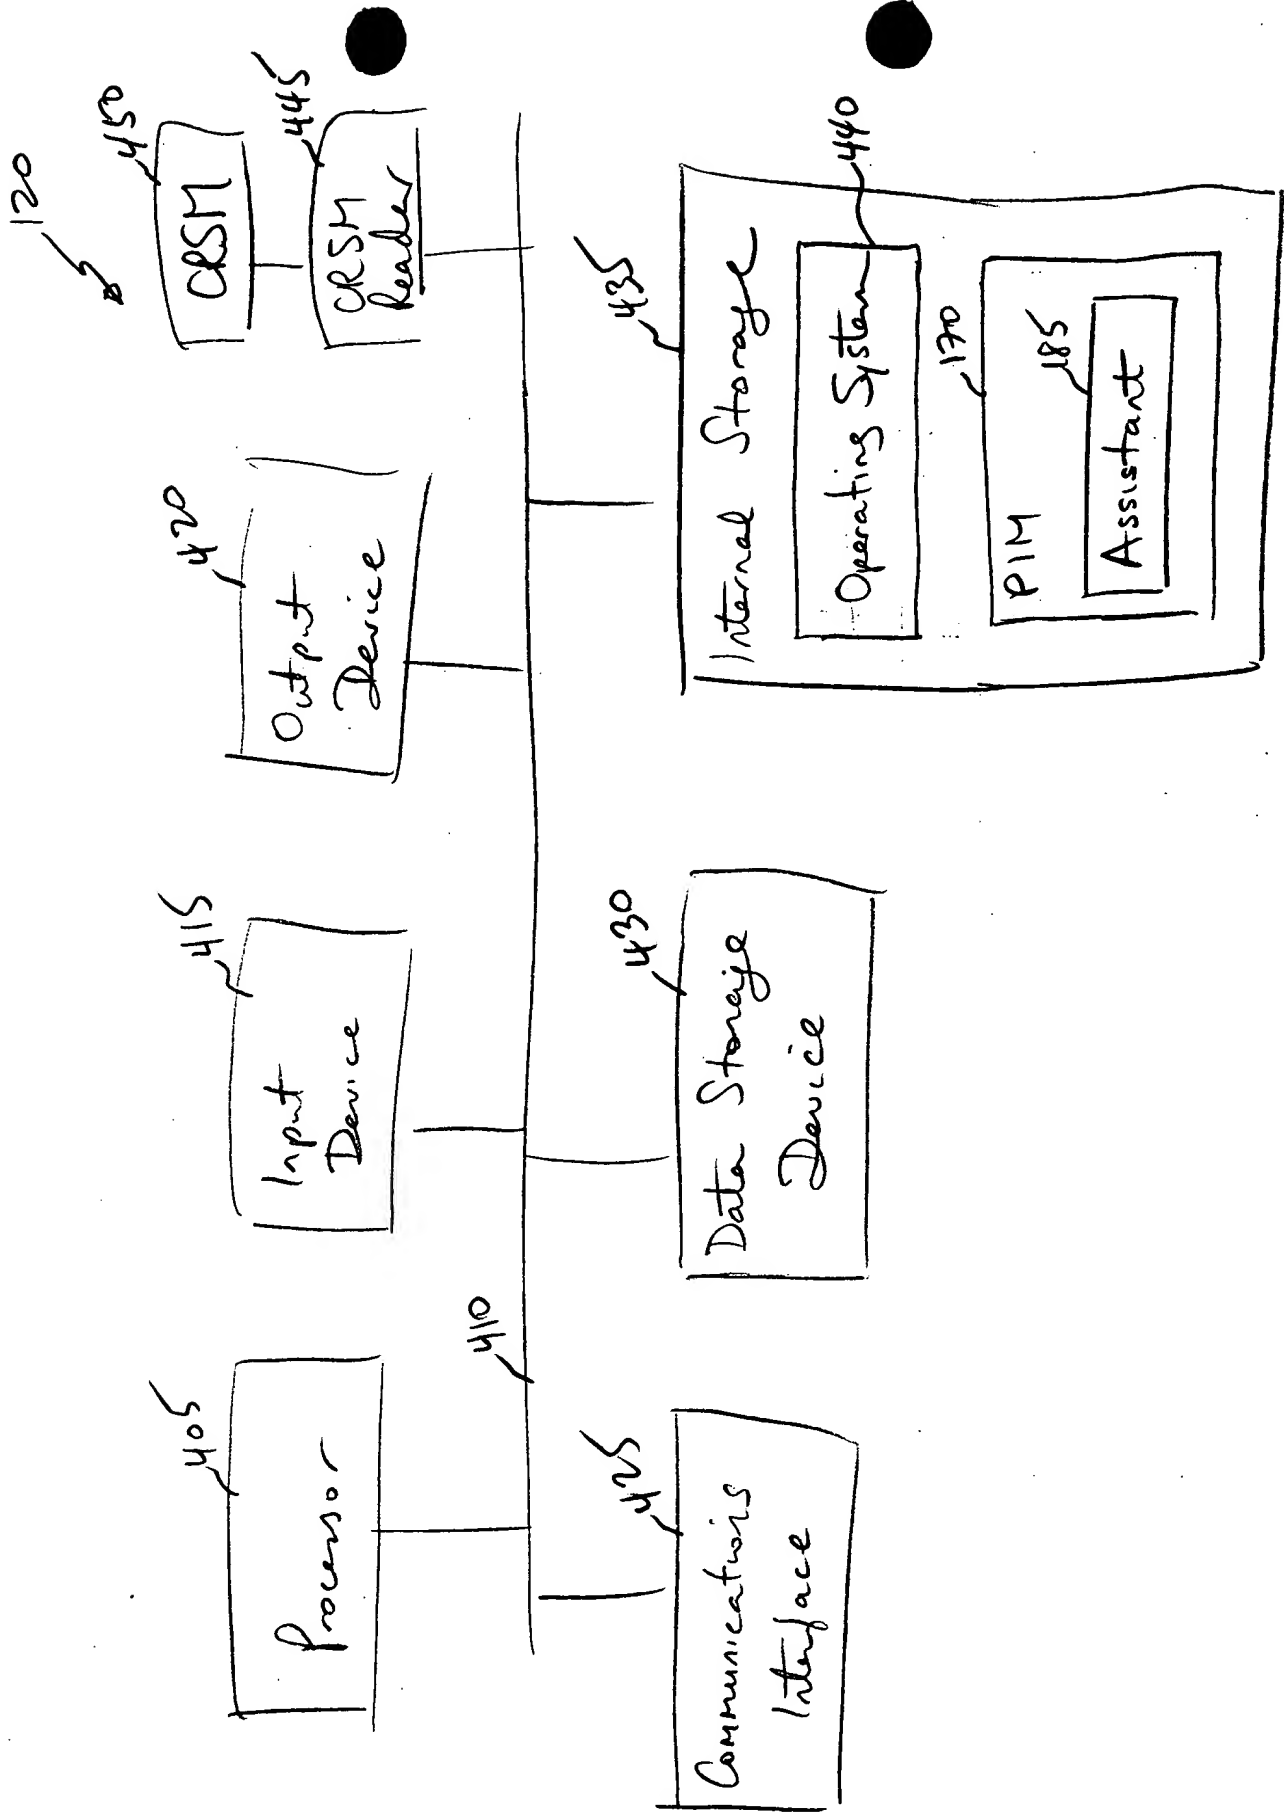 120
405
Processor
415
Input
Device
420
Output
Device
450
CRSM
445
CRSM
Reader
410
425
Communications
Interface
430
Data Storage
Device
435
Internal Storage
Operating System
440
170
PIM
185
Assistant